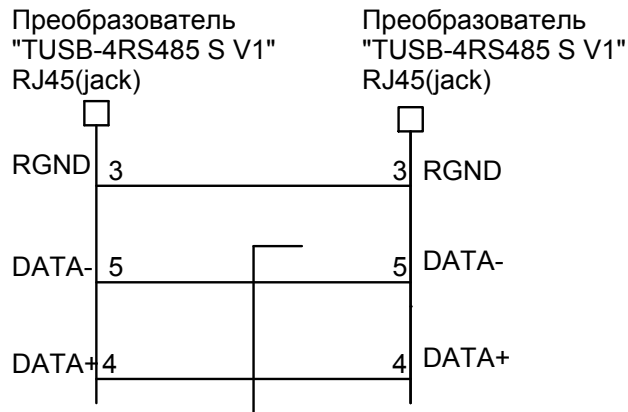 Преобразователь
"TUSB-4RS485 S V1"
RJ45(jack)
Преобразователь
"TUSB-4RS485 S V1"
RJ45(jack)
RGND 3 3 RGND
DATA- 5 5 DATA-
DATA+ 4 4 DATA+